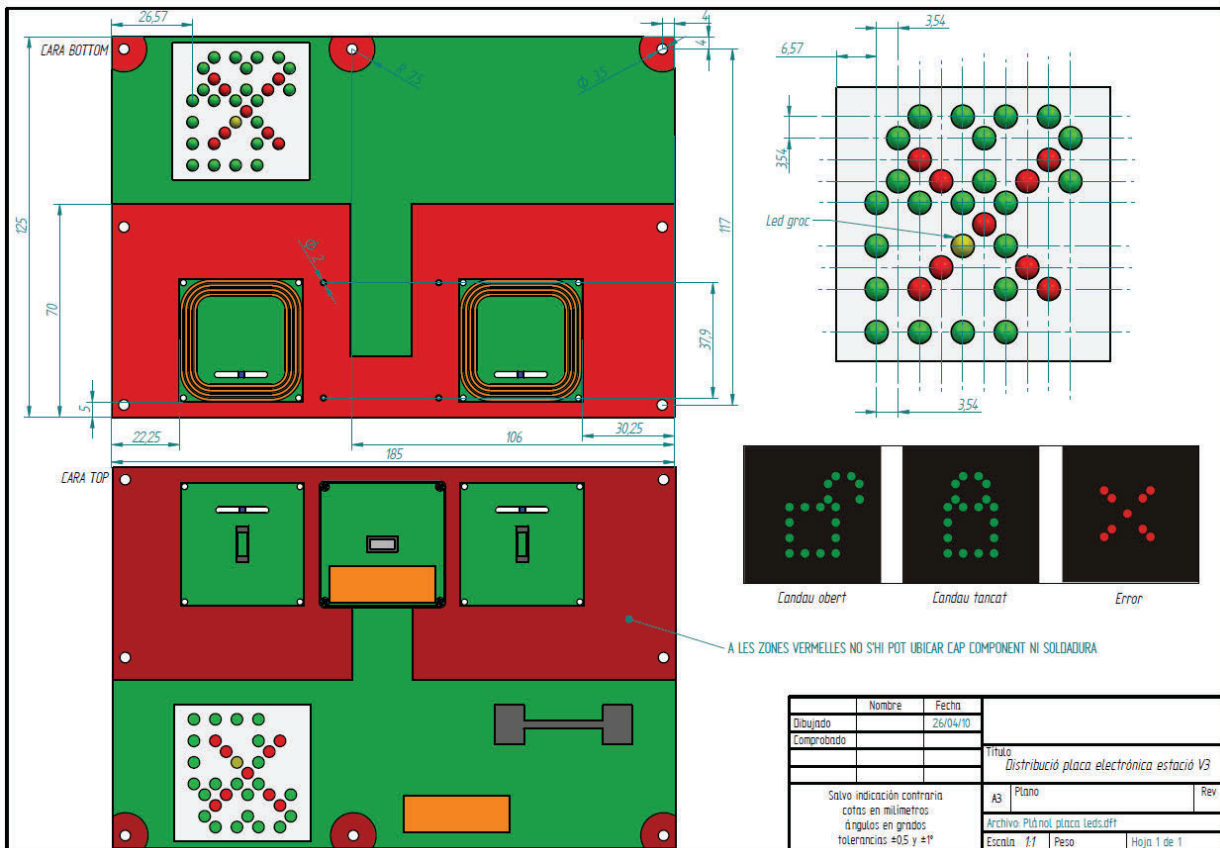 26,57
4
4
CARA BOTTOM
R 7,5
Ø 3,5
125
70
117
Ø 2
37,9
5
22,25
30,25
106
185
3,54
6,57
3,54
Led groc
3,54
CARA TOP
Candau obert
Candau tancat
Error
A LES ZONES VERMELLES NO S'HI POT UBICAR CAP COMPONENT NI SOLDADURA
Nombre Fecha
Dibujado 26/04/10
Comprobado
Título
Distribució placa electrónica estació V3
Salvo indicación contraria
cotas en milímetros
ángulos en grados
tolerancias ±0,5 y ±1º
A3 Plano Rev
Archivo: Plànol placa leds.dft
Escala 1:1 Peso Hoja 1 de 1